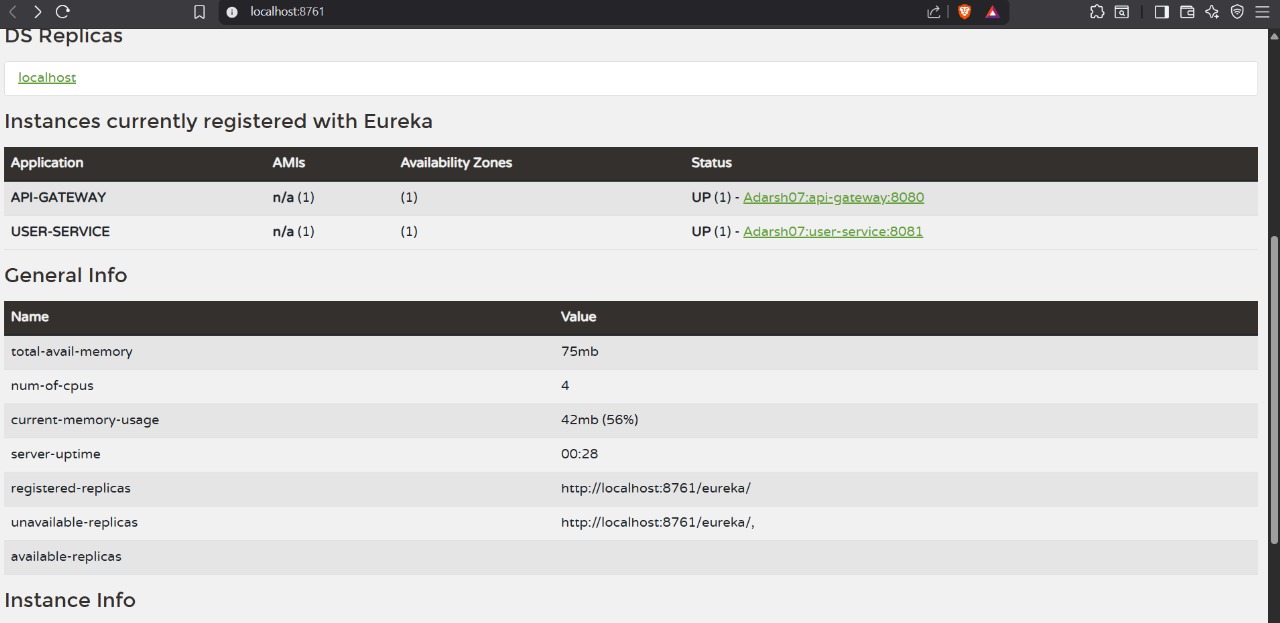 localhost:8761
DS Replicas
localhost
Instances currently registered with Eureka
Application AMIs Availability Zones Status
API-GATEWAY n/a (1) (1) UP (1) - Adarsh07:api-gateway:8080
USER-SERVICE n/a (1) (1) UP (1) - Adarsh07:user-service:8081
General Info
Name Value
total-avail-memory 75mb
num-of-cpus 4
current-memory-usage 42mb (56%)
server-uptime 00:28
registered-replicas http://localhost:8761/eureka/
unavailable-replicas http://localhost:8761/eureka/,
available-replicas
Instance Info